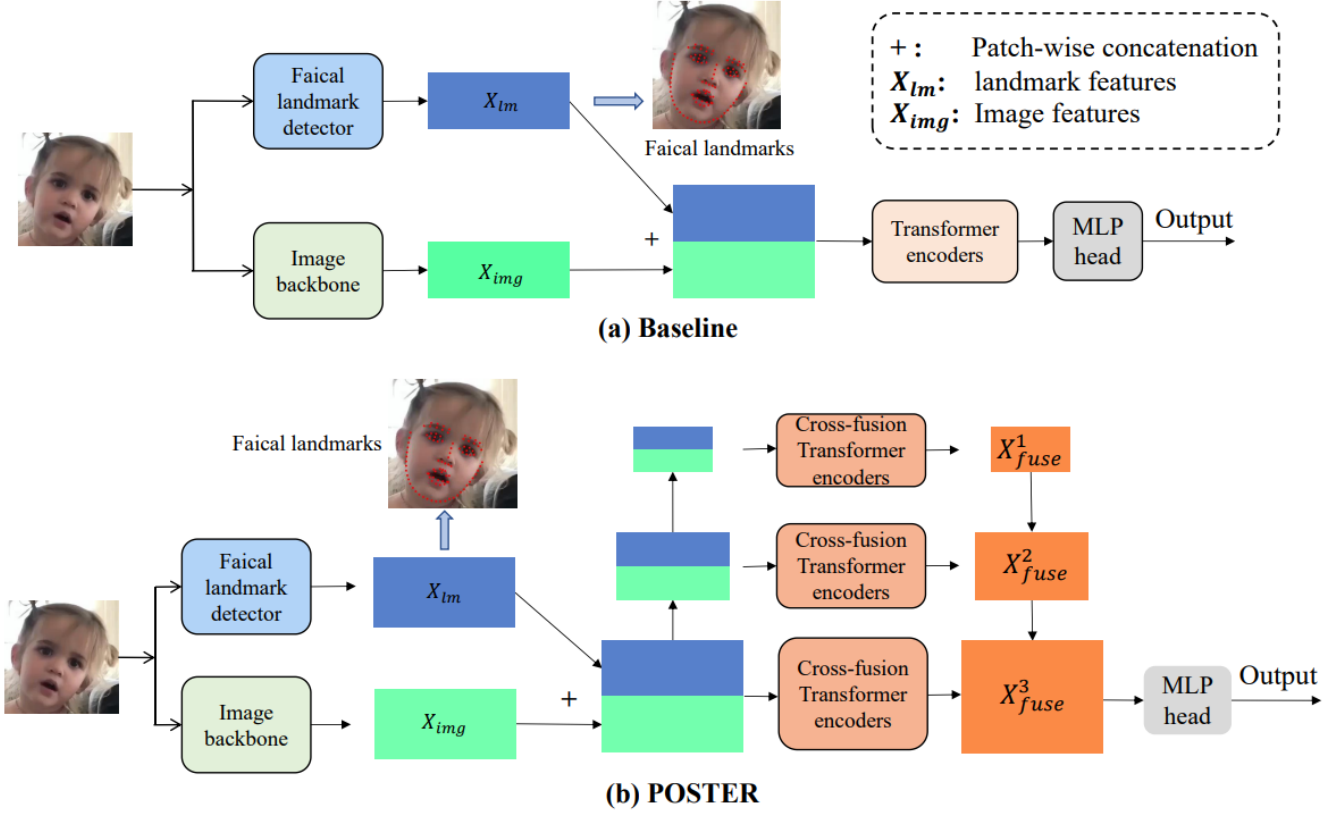 Faical
landmark
detector
X_lm
Faical landmarks
+ : Patch-wise concatenation
X_lm: landmark features
X_img: Image features
Image
backbone
X_img
+
Transformer
encoders
MLP
head
Output
(a) Baseline
Faical landmarks
Faical
landmark
detector
X_lm
Image
backbone
X_img
+
Cross-fusion
Transformer
encoders
X^1_fuse
Cross-fusion
Transformer
encoders
X^2_fuse
Cross-fusion
Transformer
encoders
X^3_fuse
MLP
head
Output
(b) POSTER